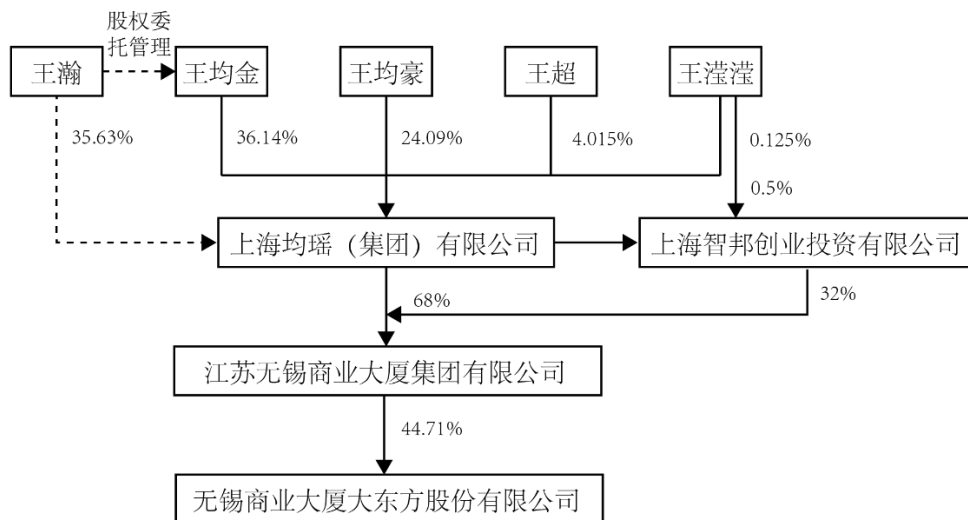 股权委
托管理
王瀚
王均金
王均豪
王超
王滢滢
35.63%
36.14%
24.09%
4.015%
0.125%
0.5%
上海均瑶（集团）有限公司
上海智邦创业投资有限公司
68%
32%
江苏无锡商业大厦集团有限公司
44.71%
无锡商业大厦大东方股份有限公司